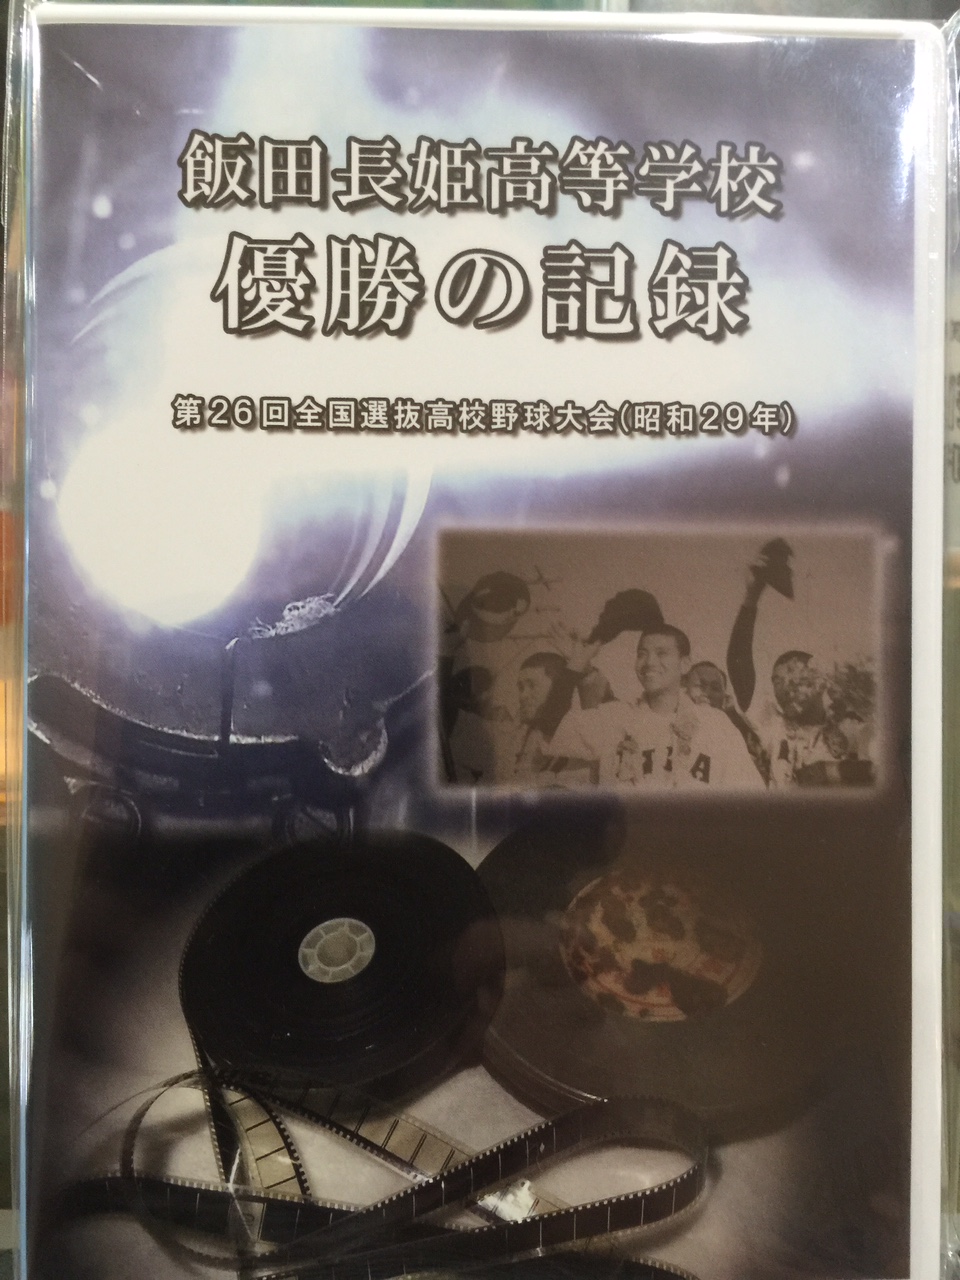 飯田長姫高等学校
優勝の記録
第26回全国選抜高校野球大会(昭和29年)